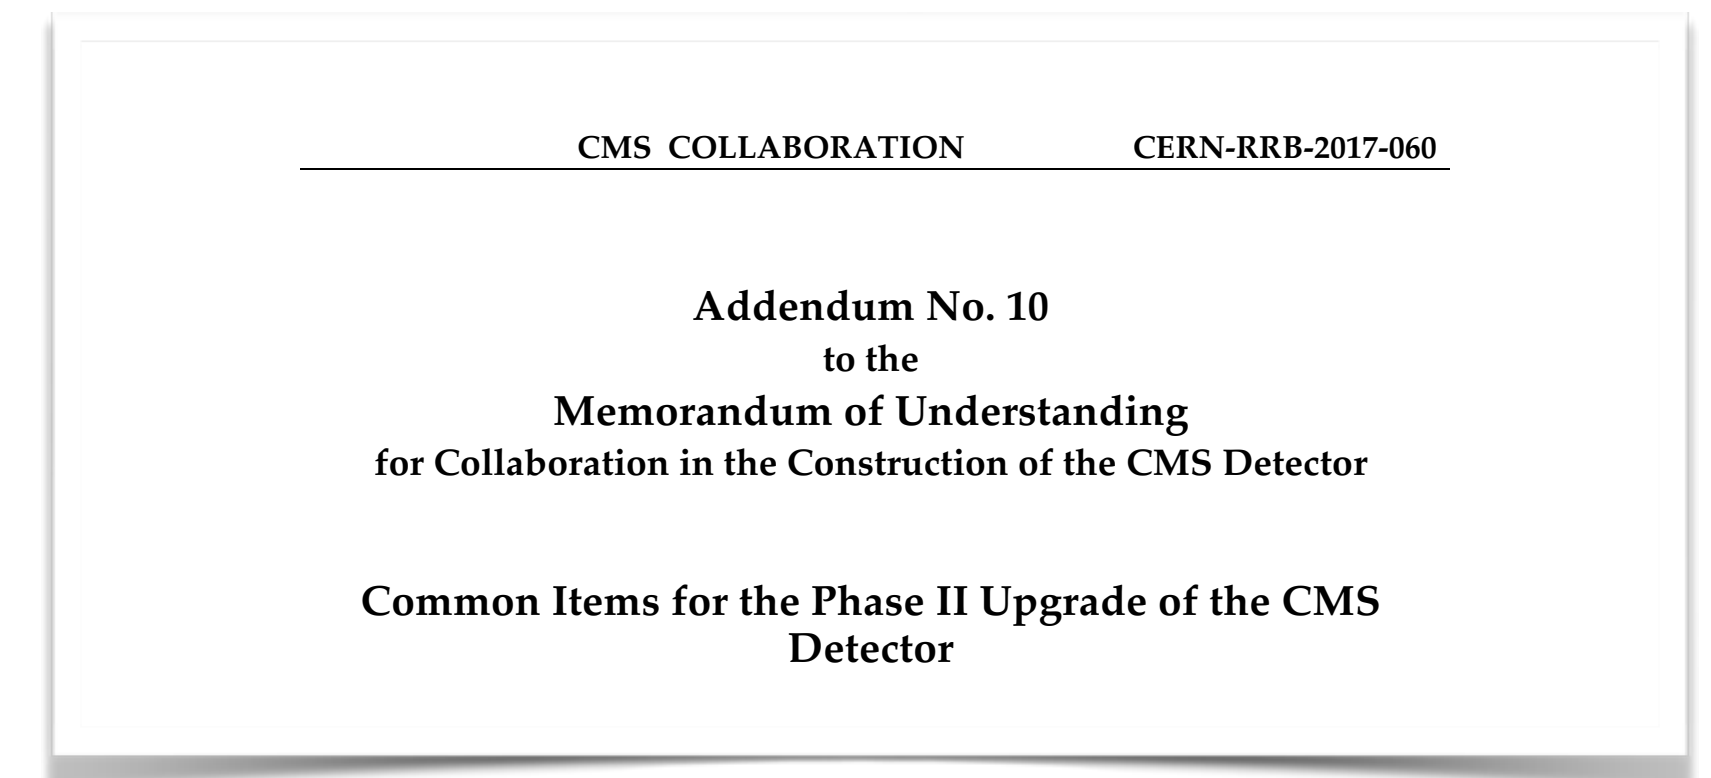 CMS COLLABORATION CERN-RRB-2017-060
Addendum No. 10
to the
Memorandum of Understanding
for Collaboration in the Construction of the CMS Detector
Common Items for the Phase II Upgrade of the CMS
Detector